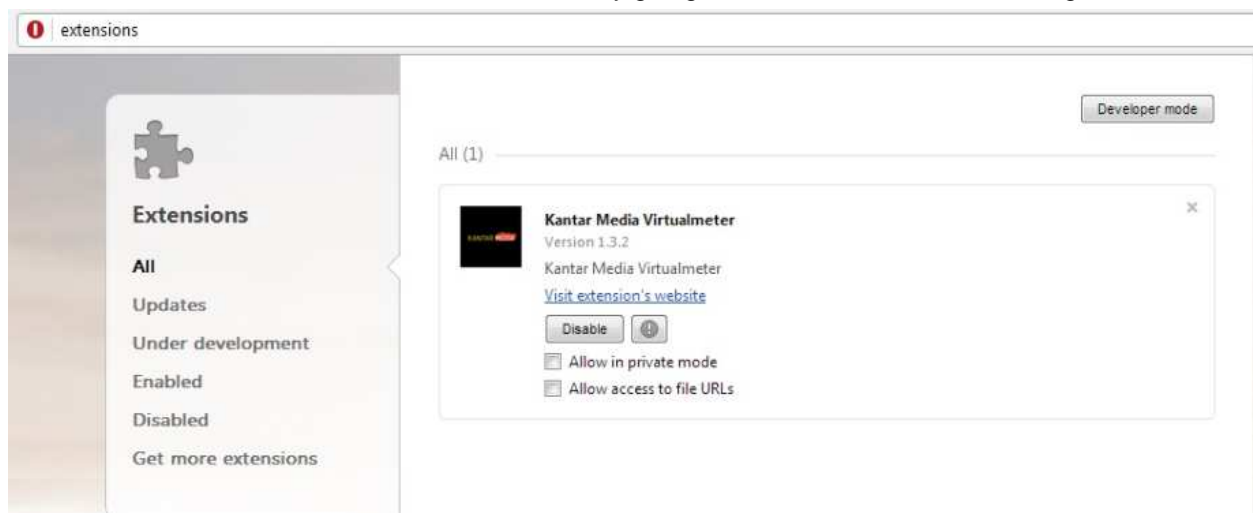 extensions
Developer mode
All (1)
Extensions
All
Updates
Under development
Enabled
Disabled
Get more extensions
Kantar Media Virtualmeter
Version 1.3.2
Kantar Media Virtualmeter
Visit extension's website
Disable
Allow in private mode
Allow access to file URLs
KANTAR MEDIA